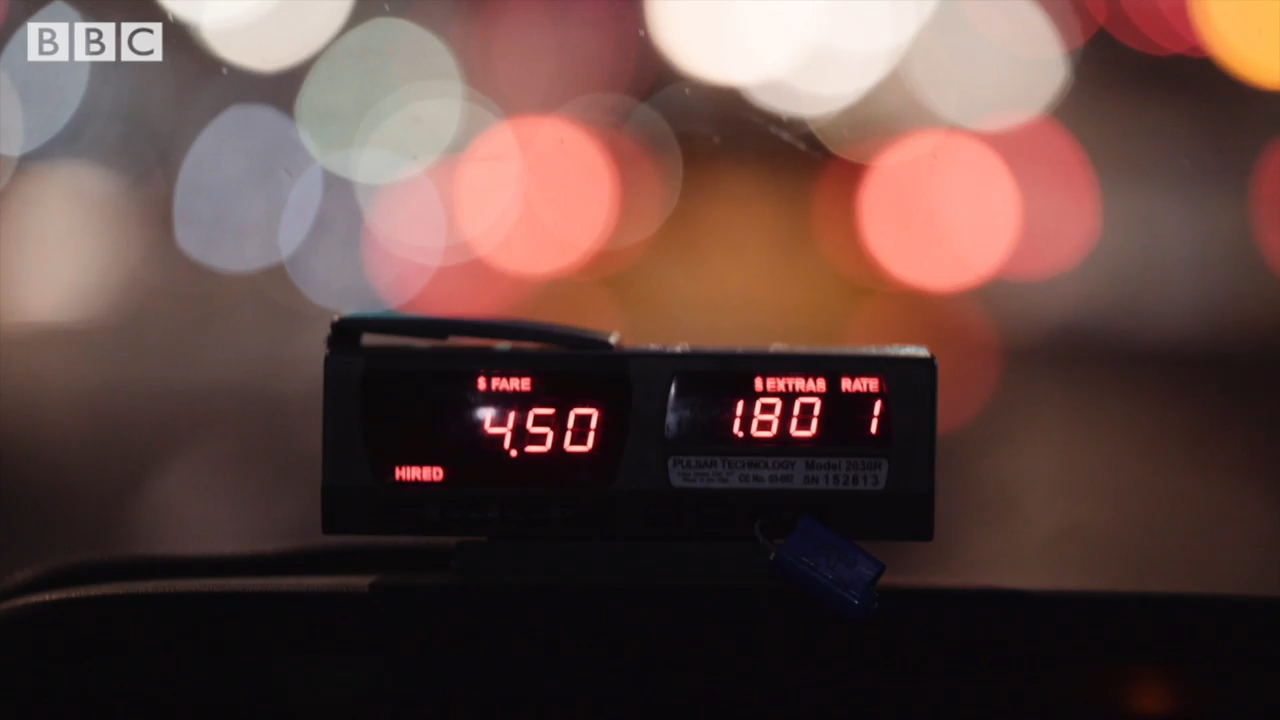 BBC
$ FARE
4.50
HIRED
$ EXTRAS RATE
1.80 1
PULSAR TECHNOLOGY Model 2030R
SN 152813